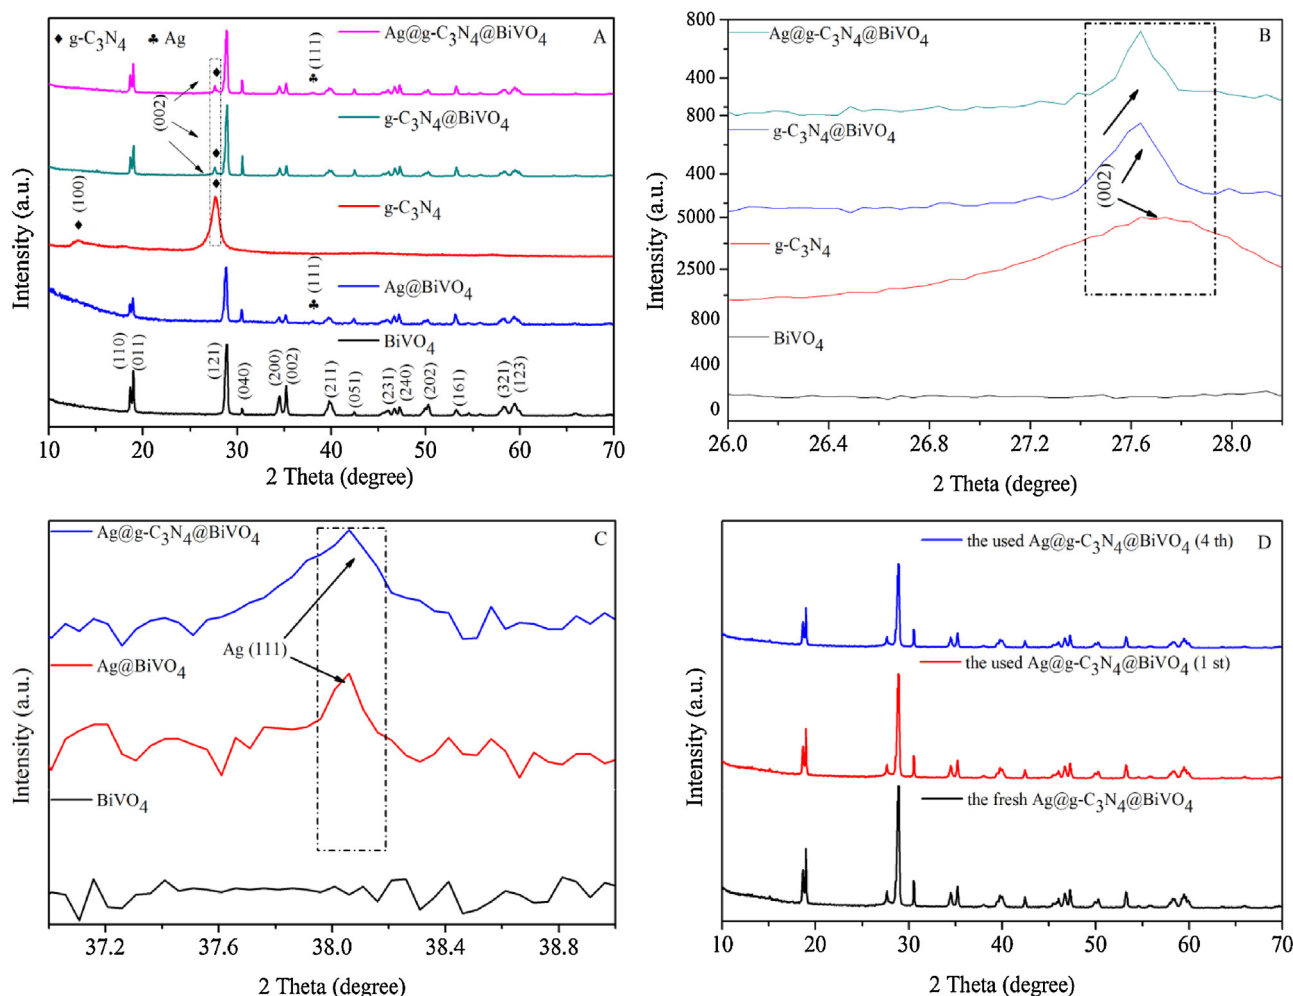 ♦ g-C₃N₄ ♣ Ag
(111)
Ag@g-C₃N₄@BiVO₄
A
(002)
g-C₃N₄@BiVO₄
(100)
g-C₃N₄
(111)
Ag@BiVO₄
BiVO₄
(110)
(011)
(121)
(040)
(200)
(002)
(211)
(051)
(231)
(240)
(202)
(161)
(321)
(123)
10 20 30 40 50 60 70
2 Theta (degree)
Intensity (a.u.)
B
Ag@g-C₃N₄@BiVO₄
g-C₃N₄@BiVO₄
(002)
g-C₃N₄
BiVO₄
800
400
800
400
5000
2500
800
400
0
26.0 26.4 26.8 27.2 27.6 28.0
2 Theta (degree)
Intensity (a.u.)
Ag@g-C₃N₄@BiVO₄
C
Ag (111)
Ag@BiVO₄
BiVO₄
37.2 37.6 38.0 38.4 38.8
2 Theta (degree)
Intensity (a.u.)
the used Ag@g-C₃N₄@BiVO₄ (4 th)
D
the used Ag@g-C₃N₄@BiVO₄ (1 st)
the fresh Ag@g-C₃N₄@BiVO₄
10 20 30 40 50 60 70
2 Theta (degree)
Intensity (a.u.)